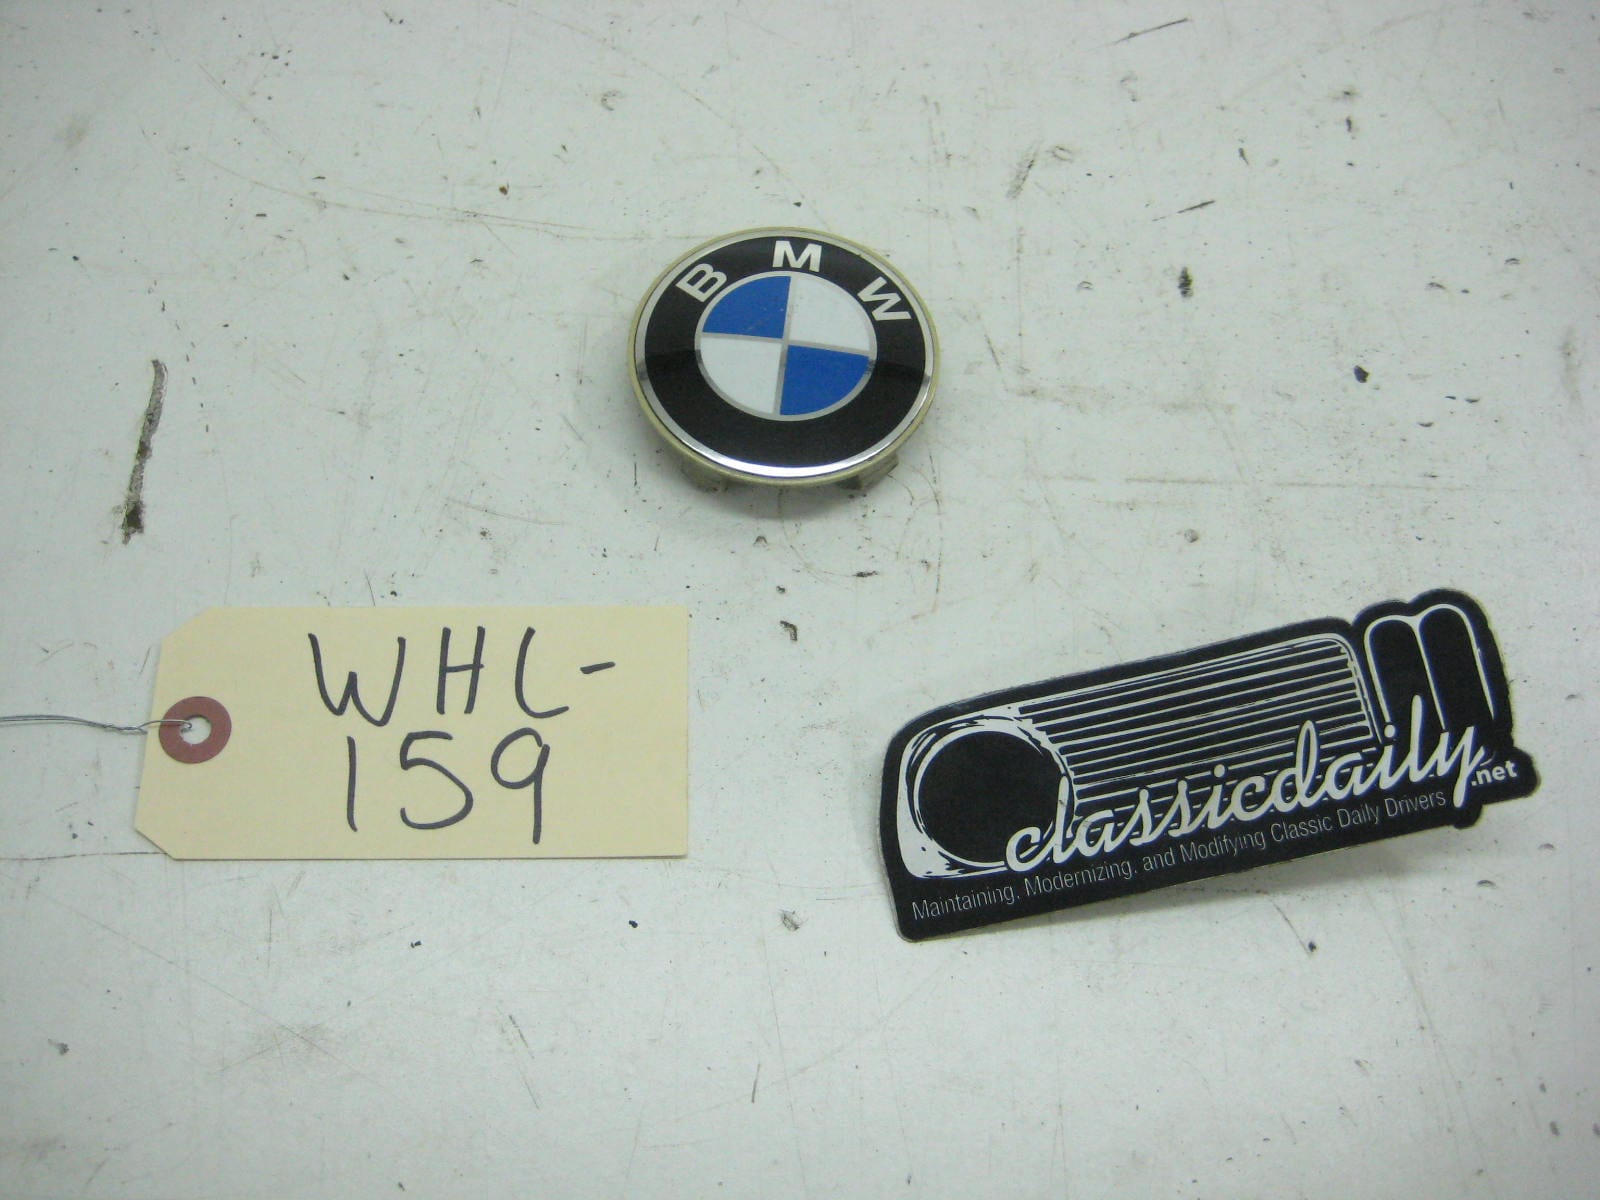 BMW
WHL-
159
classicdaily.net
Maintaining, Modernizing, and Modifying Classic Daily Drivers